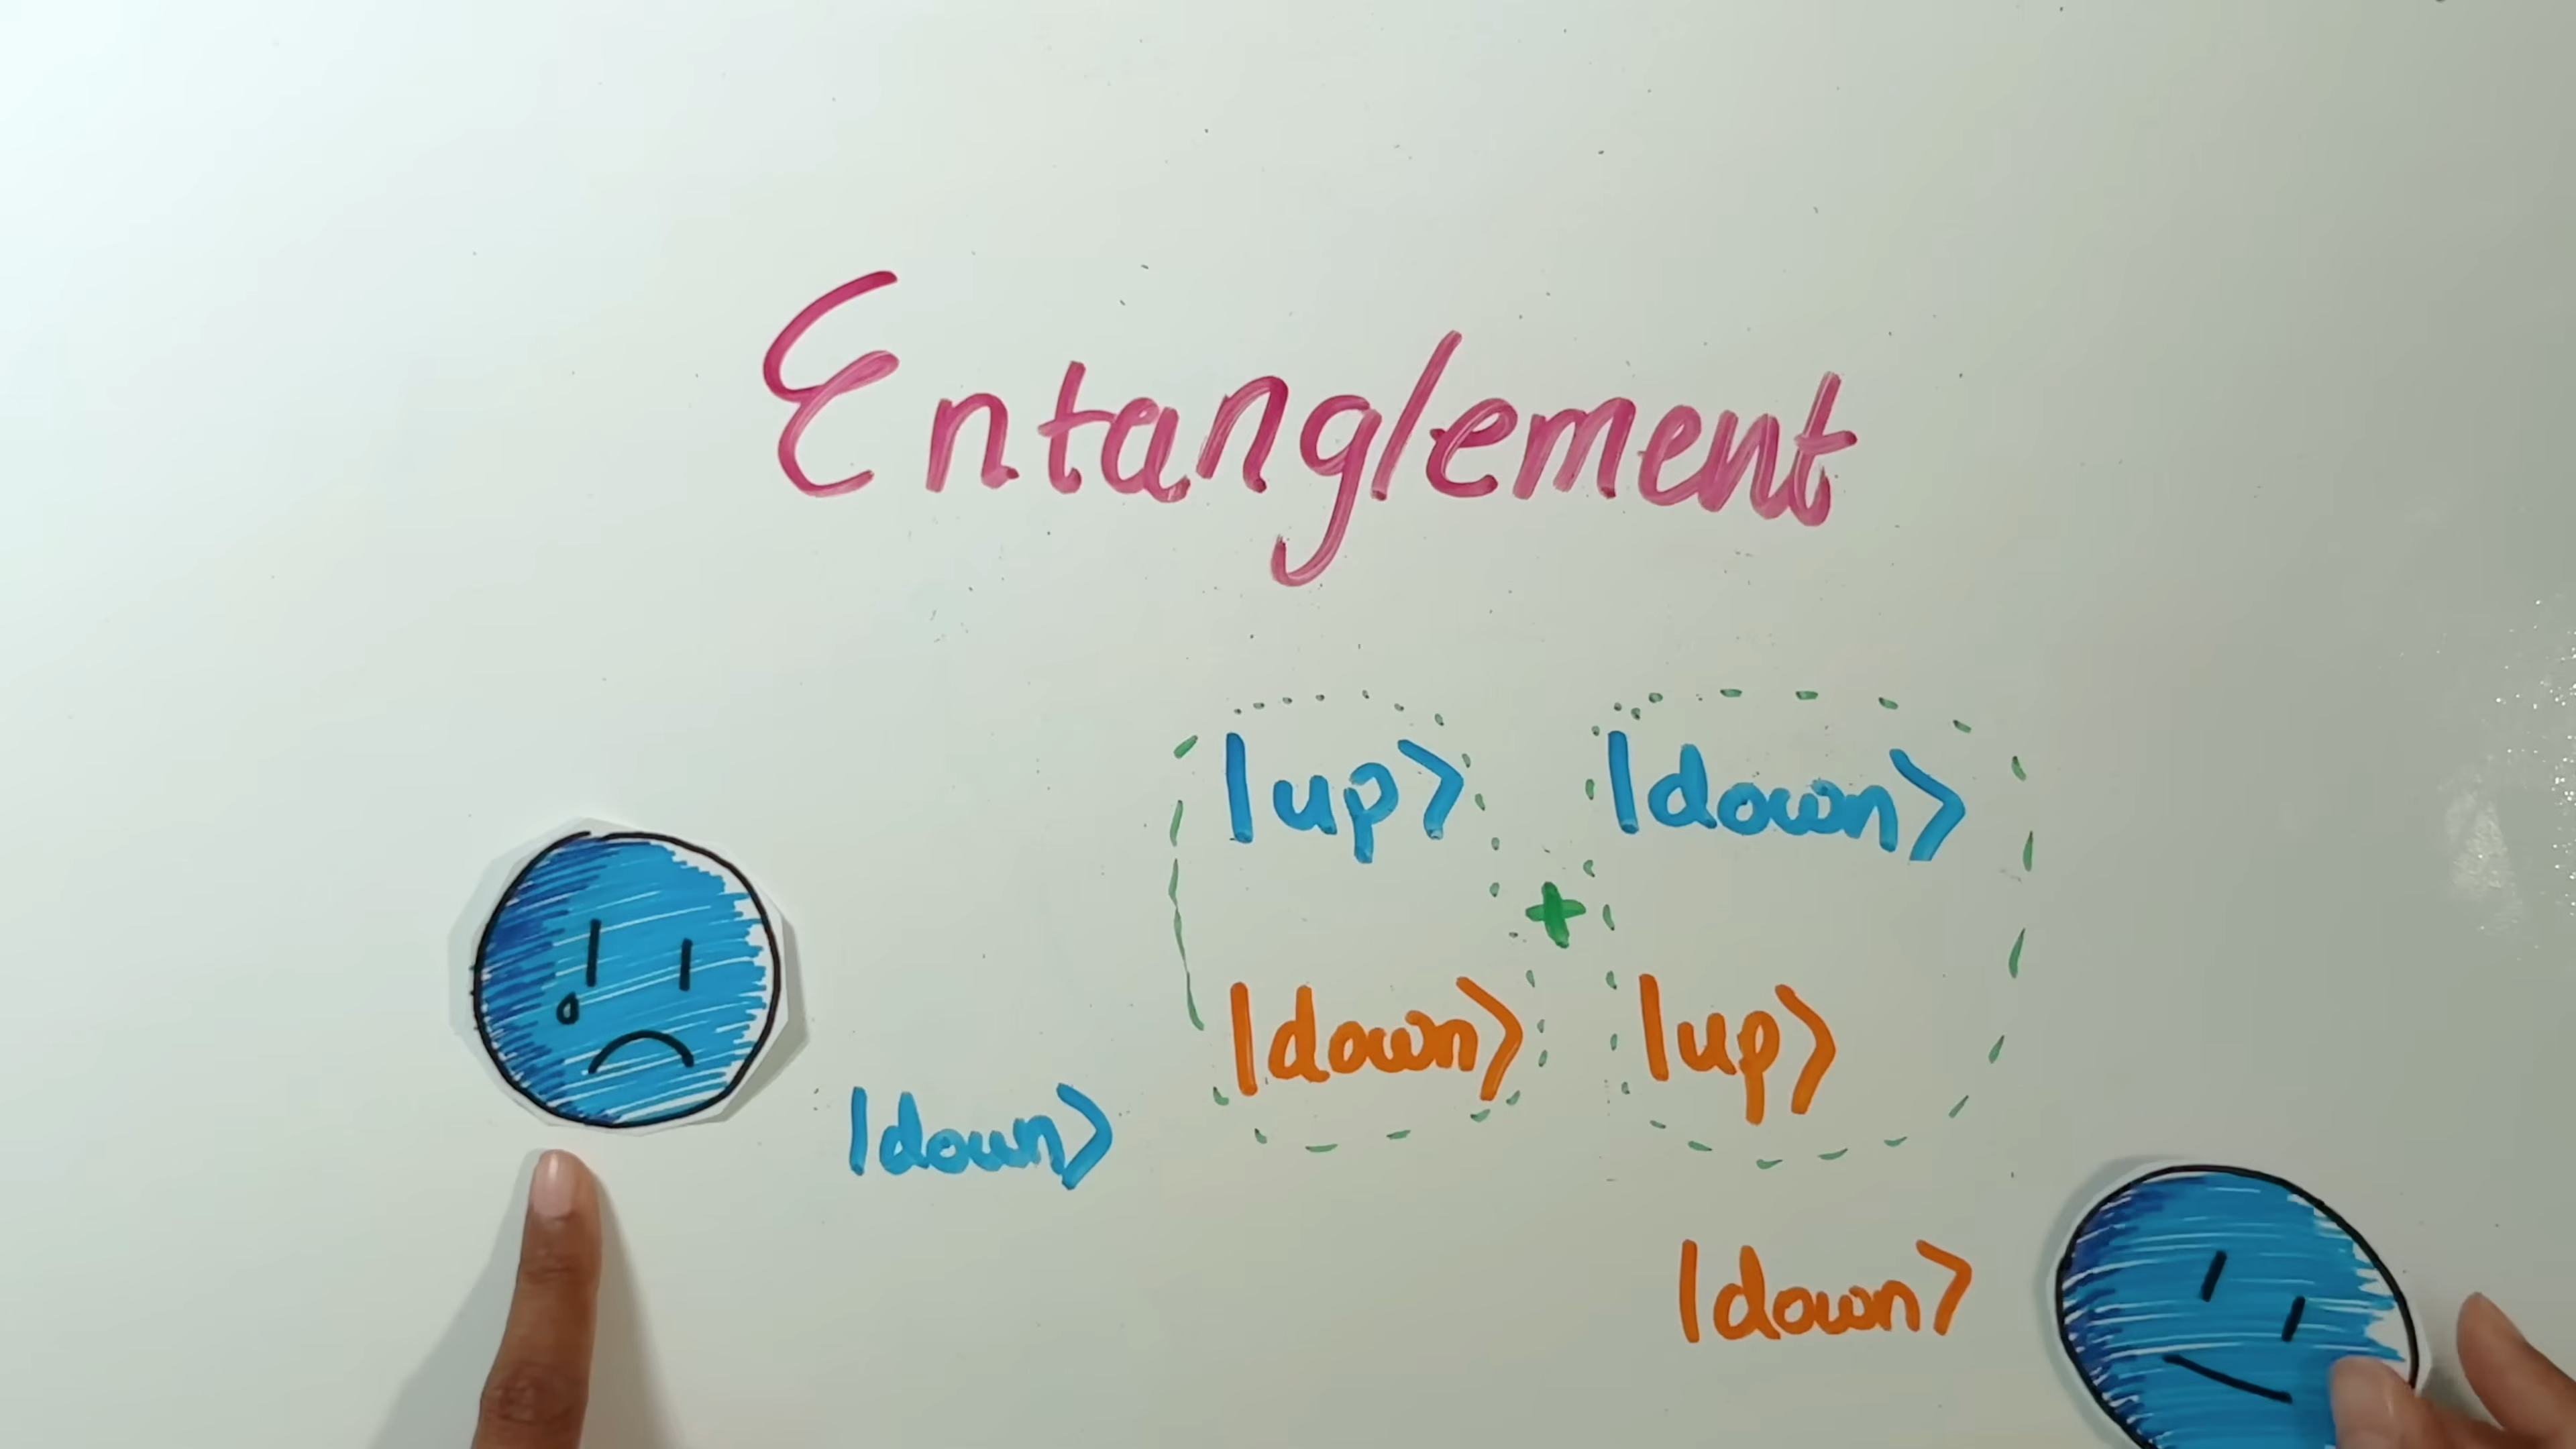 Entanglement
|up> |down>
+
|down> |up>
|down>
|down>